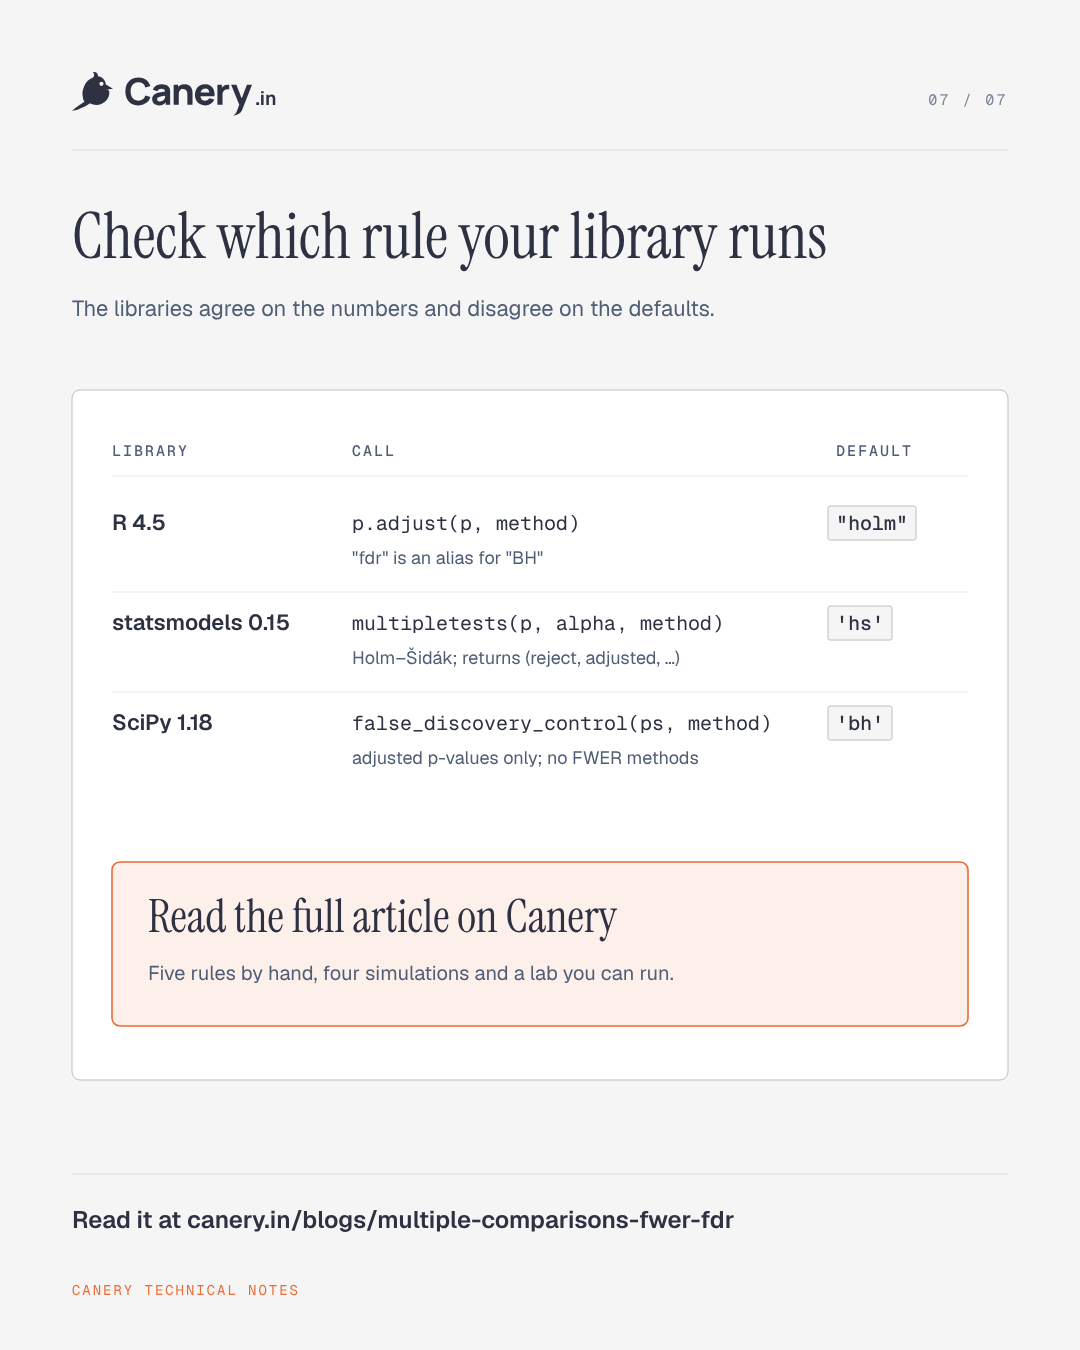 Canery.in
07 / 07
Check which rule your library runs
The libraries agree on the numbers and disagree on the defaults.
LIBRARY CALL DEFAULT
R 4.5 p.adjust(p, method) "holm"
"fdr" is an alias for "BH"
statsmodels 0.15 multipletests(p, alpha, method) 'hs'
Holm–Šidák; returns (reject, adjusted, …)
SciPy 1.18 false_discovery_control(ps, method) 'bh'
adjusted p-values only; no FWER methods
Read the full article on Canery
Five rules by hand, four simulations and a lab you can run.
Read it at canery.in/blogs/multiple-comparisons-fwer-fdr
CANERY TECHNICAL NOTES